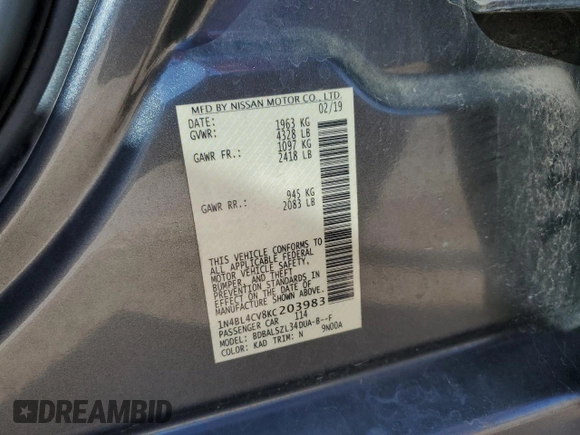 MFD BY NISSAN MOTOR CO., LTD.
DATE: 02/19
GVWR: 1963 KG
4328 LB
GAWR FR.: 1097 KG
2418 LB
GAWR RR.: 945 KG
2083 LB
THIS VEHICLE CONFORMS TO
ALL APPLICABLE FEDERAL
MOTOR VEHICLE SAFETY,
BUMPER, AND THEFT
PREVENTION STANDARDS IN
EFFECT ON THE DATE OF
MANUFACTURE SHOWN ABOVE.
1N4BL4CV8KC203983
PASSENGER CAR 114
MODEL: BDBALSZL34DUA-B--F
COLOR: KAD TRIM: N 9N00A
DREAMBID